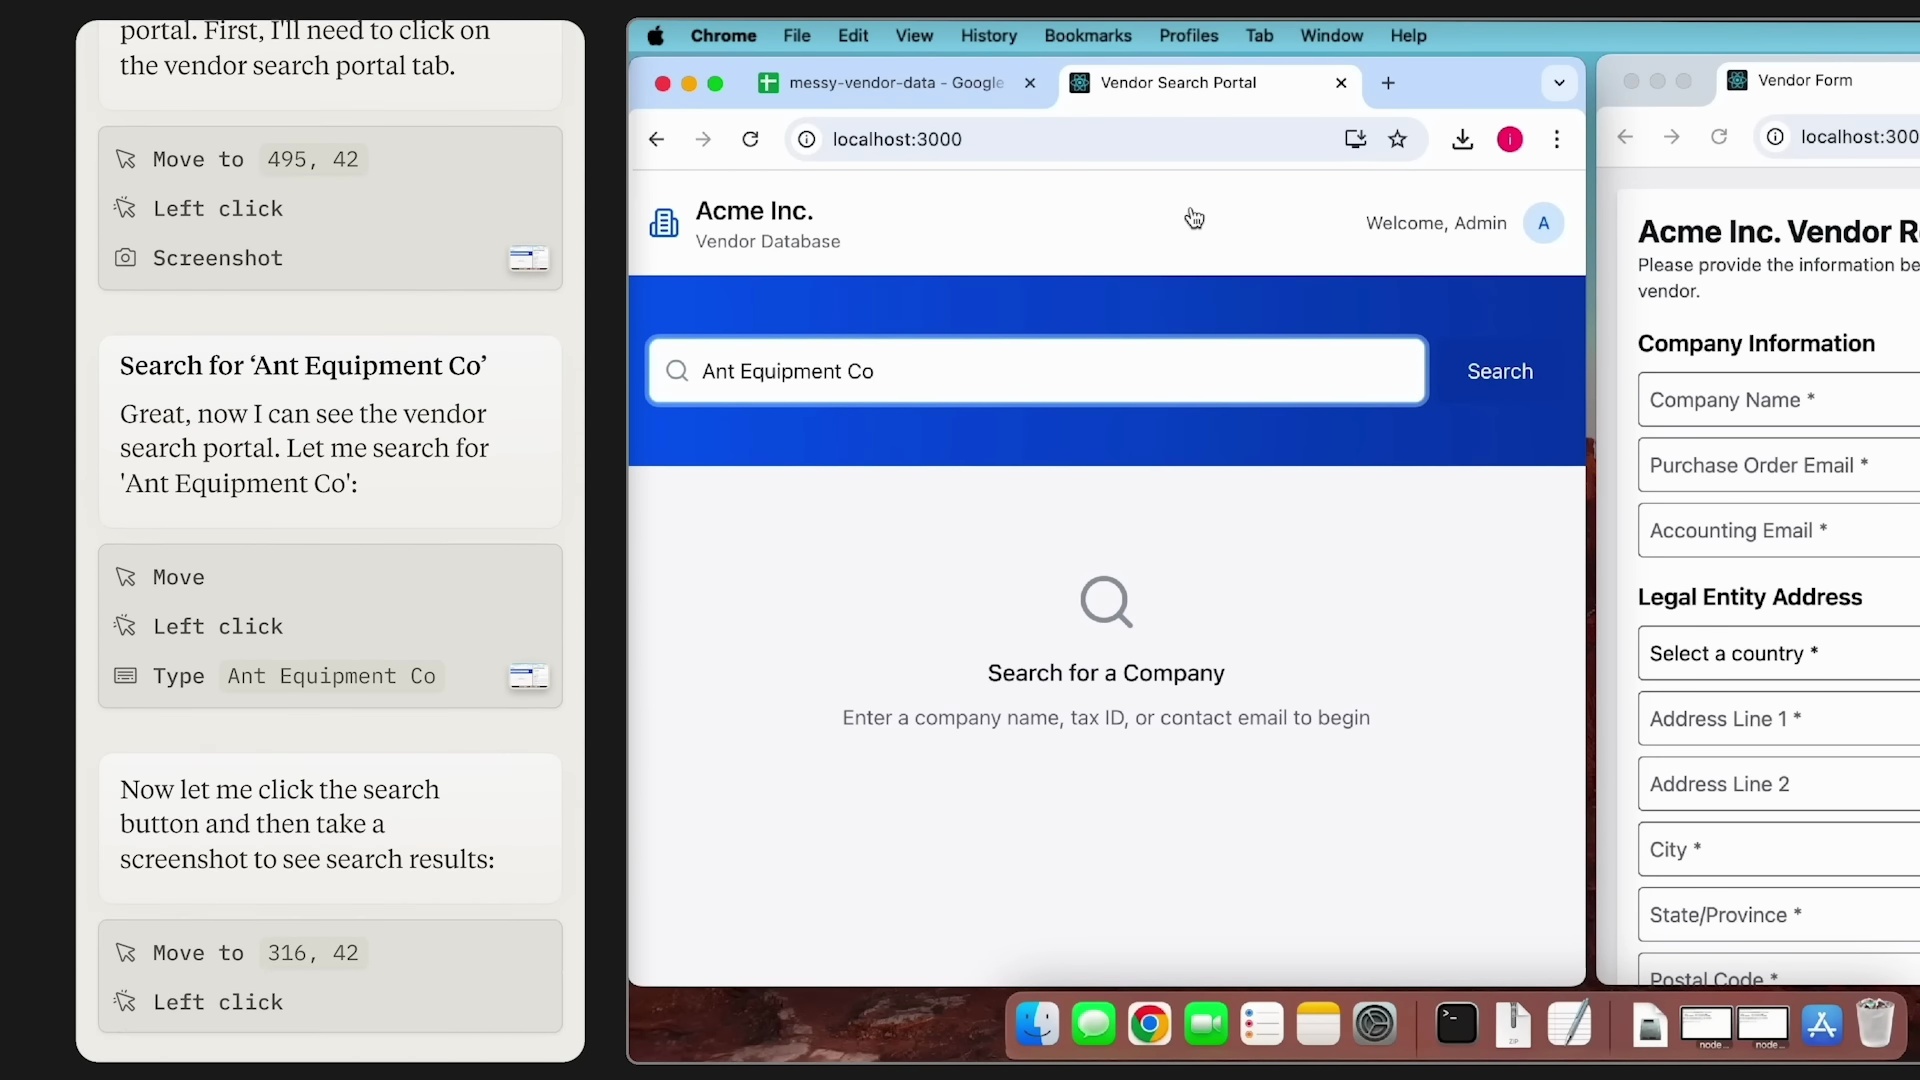 portal. First, I'll need to click on
the vendor search portal tab.
Move to 495, 42
Left click
Screenshot
Search for ‘Ant Equipment Co’
Great, now I can see the vendor
search portal. Let me search for
'Ant Equipment Co':
Move
Left click
Type Ant Equipment Co
Now let me click the search
button and then take a
screenshot to see search results:
Move to 316, 42
Left click
Chrome File Edit View History Bookmarks Profiles Tab Window Help
messy-vendor-data - Google
Vendor Search Portal
localhost:3000
i
Acme Inc.
Vendor Database
Welcome, Admin
A
Ant Equipment Co
Search
Search for a Company
Enter a company name, tax ID, or contact email to begin
Vendor Form
localhost:300
Acme Inc. Vendor R
Please provide the information be
vendor.
Company Information
Company Name *
Purchase Order Email *
Accounting Email *
Legal Entity Address
Select a country *
Address Line 1 *
Address Line 2
City *
State/Province *
Postal Code *
ZIP
node
node